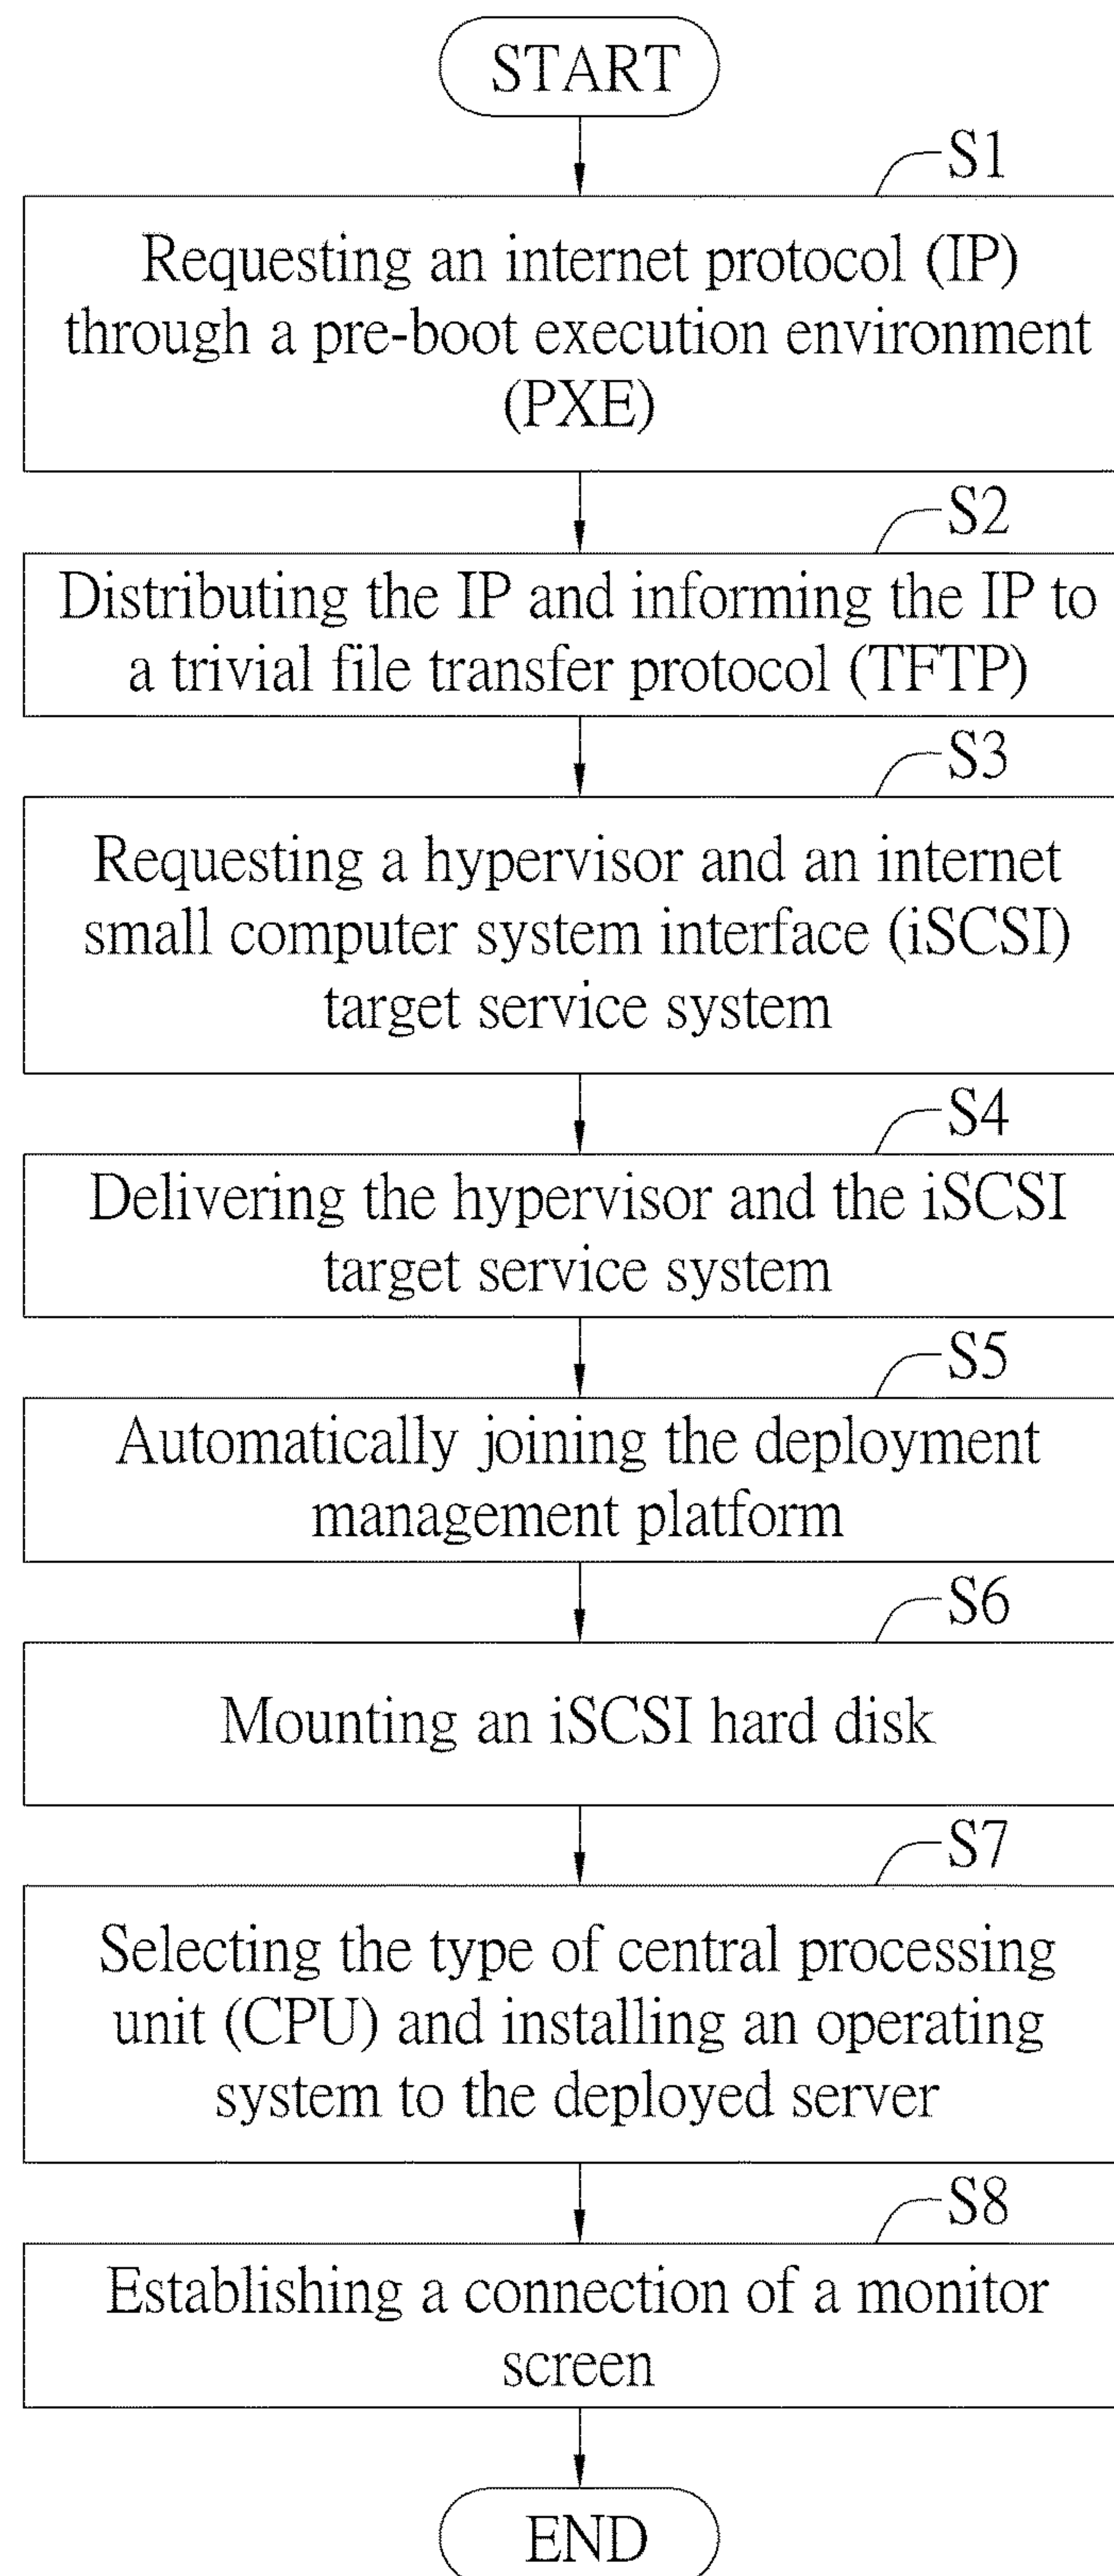 START
S1
Requesting an internet protocol (IP)
through a pre-boot execution environment
(PXE)
S2
Distributing the IP and informing the IP to
a trivial file transfer protocol (TFTP)
S3
Requesting a hypervisor and an internet
small computer system interface (iSCSI)
target service system
S4
Delivering the hypervisor and the iSCSI
target service system
S5
Automatically joining the deployment
management platform
S6
Mounting an iSCSI hard disk
S7
Selecting the type of central processing
unit (CPU) and installing an operating
system to the deployed server
S8
Establishing a connection of a monitor
screen
END